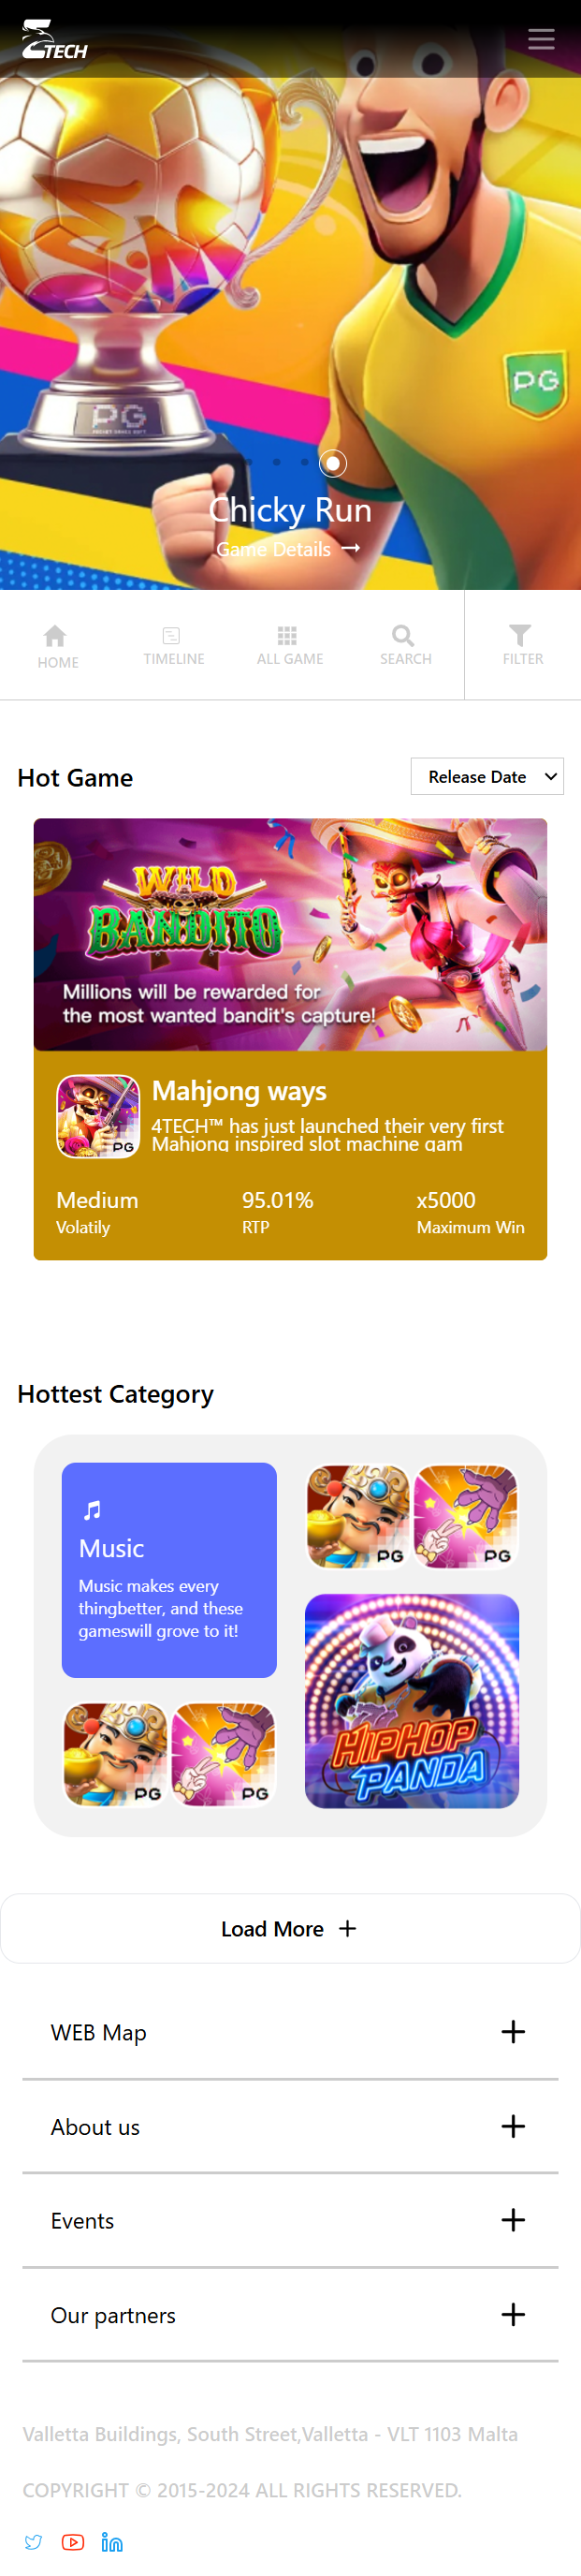 TECH
PG
PG
Chicky Run
Game Details
HOME
TIMELINE
ALL GAME
SEARCH
FILTER
Hot Game
Release Date
WILD
BANDITO
Millions will be rewarded for
the most wanted bandit's capture!
PG
Mahjong ways
4TECH™ has just launched their very first
Mahjong inspired slot machine gam
Medium
95.01%
x5000
Volatily
RTP
Maximum Win
Hottest Category
Music
Music makes every
thingbetter, and these
gameswill grove to it!
PG
PG
HIPHOP
PANDA
PG
PG
Load More
WEB Map
About us
Events
Our partners
Valletta Buildings, South Street,Valletta - VLT 1103 Malta
COPYRIGHT © 2015-2024 ALL RIGHTS RESERVED.